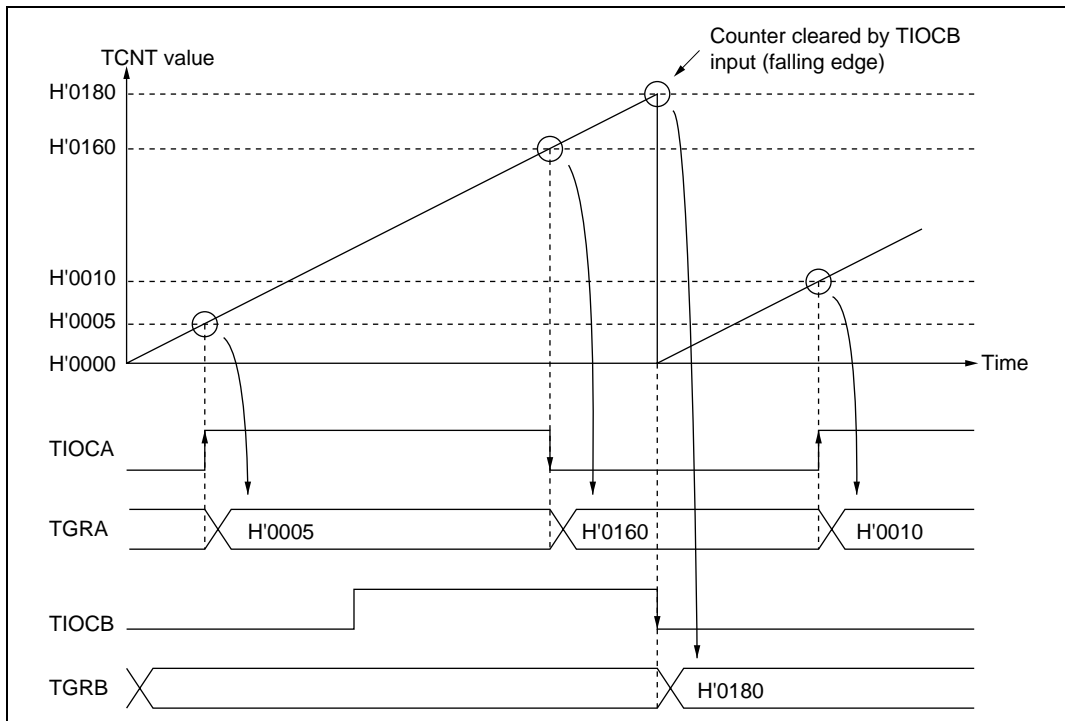 Counter cleared by TIOCB
input (falling edge)
TCNT value
H'0180
H'0160
H'0010
H'0005
H'0000
Time
TIOCA
TGRA
H'0005
H'0160
H'0010
TIOCB
TGRB
H'0180